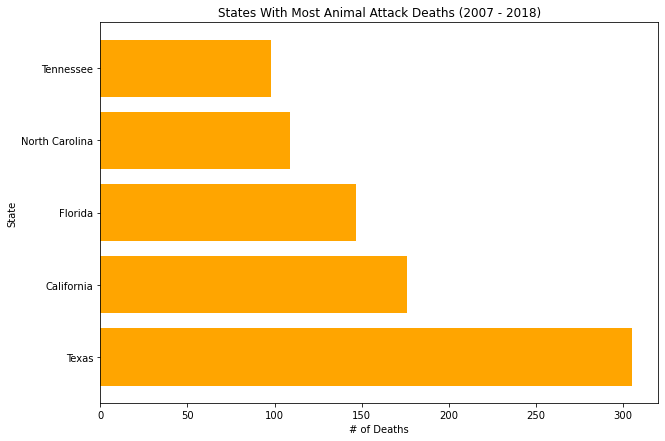 States With Most Animal Attack Deaths (2007 - 2018)
Tennessee
North Carolina
Florida
California
Texas
State
0 50 100 150 200 250 300
# of Deaths